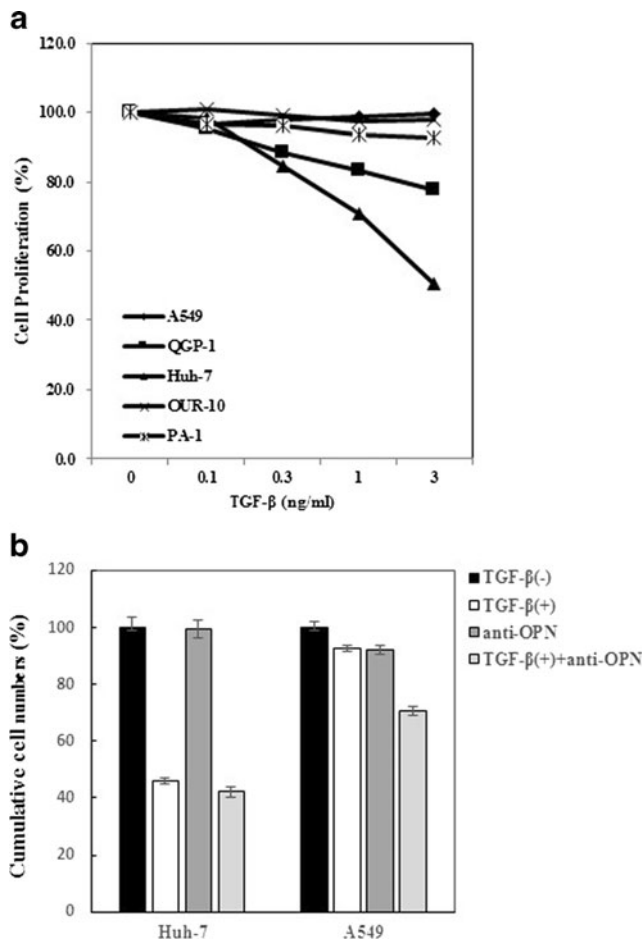 a
120.0
100.0
80.0
60.0
40.0
20.0
0.0
Cell Proliferation (%)
A549
QGP-1
Huh-7
OUR-10
PA-1
0 0.1 0.3 1 3
TGF-β (ng/ml)
b
120
100
80
60
40
20
0
Cumulative cell numbers (%)
Huh-7 A549
TGF-β(-)
TGF-β(+)
anti-OPN
TGF-β(+)+anti-OPN